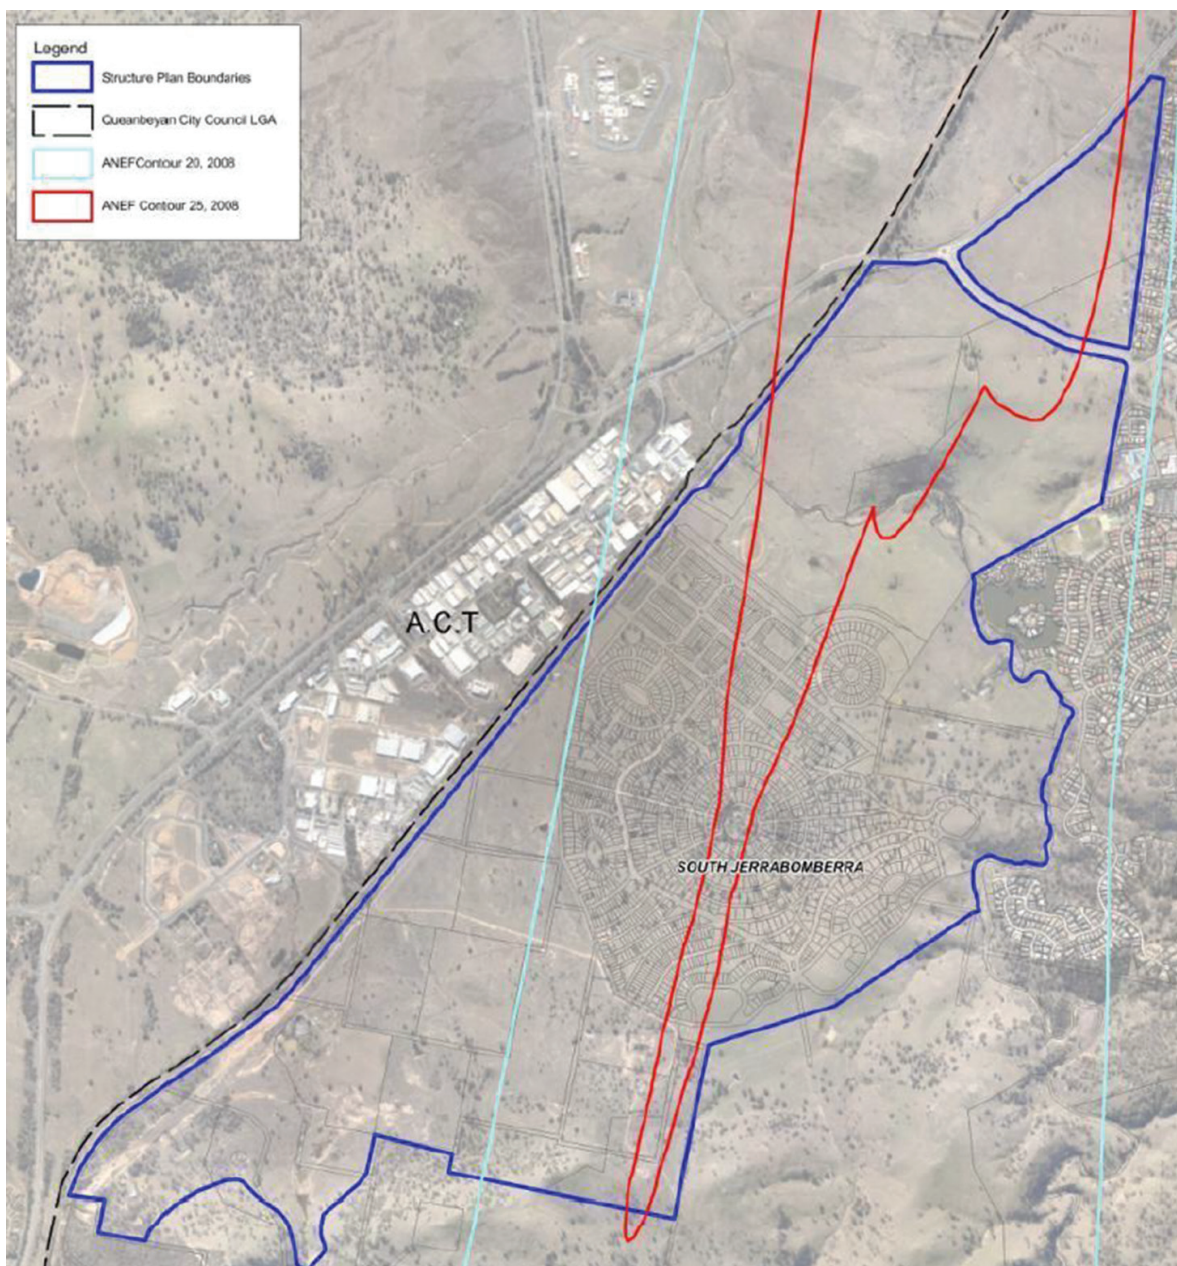 Legend
Structure Plan Boundaries
Queanbeyan City Council LGA
ANEFContour 20, 2008
ANEF Contour 25, 2008
A.C.T
SOUTH JERRABOMBERRA